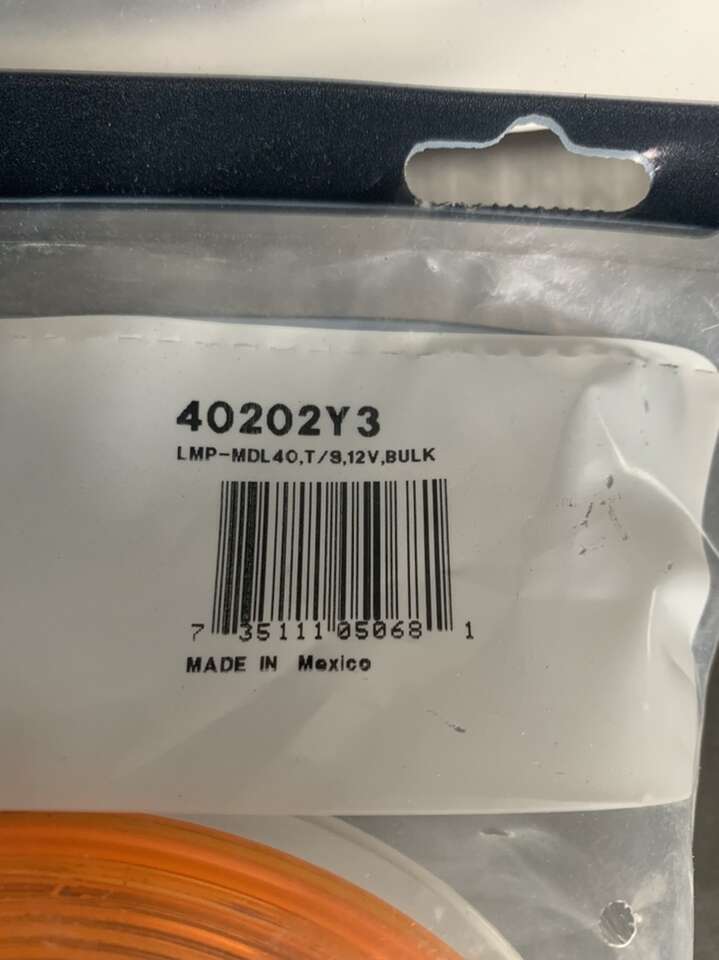 40202Y3
LMP-MDL40,T/S,12V,BULK
7 35111 05068 1
MADE IN Mexico